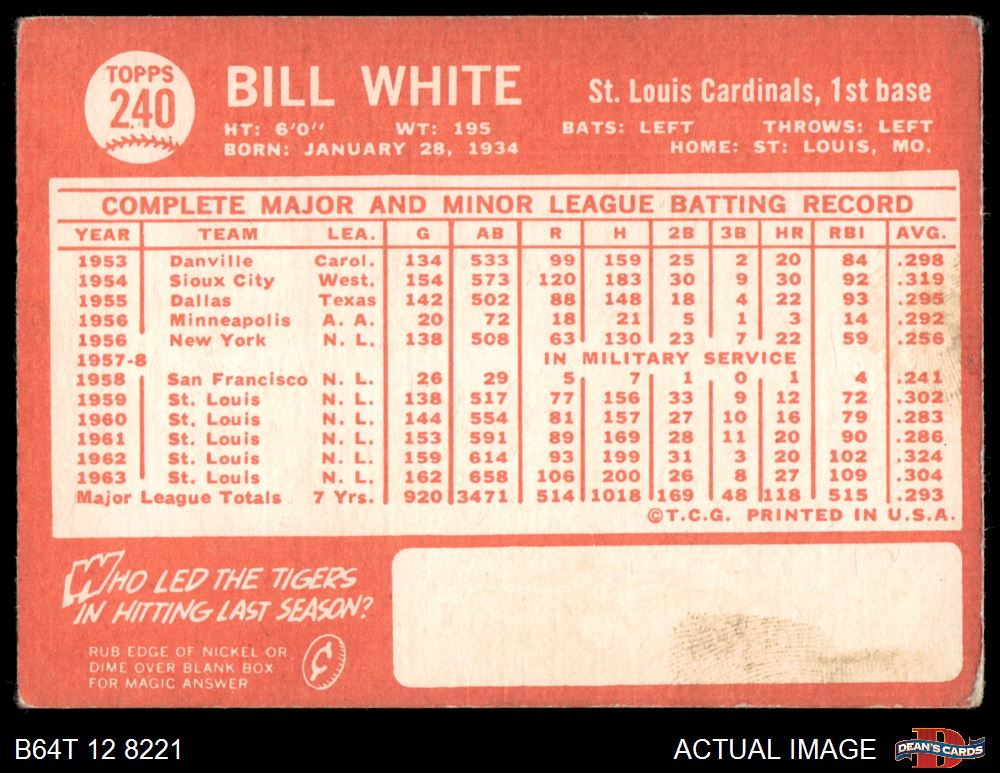 TOPPS
240
BILL WHITE
St. Louis Cardinals, 1st base
HT: 6'0" WT: 195 BATS: LEFT THROWS: LEFT
BORN: JANUARY 28, 1934 HOME: ST: LOUIS, MO.
COMPLETE MAJOR AND MINOR LEAGUE BATTING RECORD
YEAR TEAM LEA. G AB R H 2B 3B HR RBI AVG.
1953 Danville Carol. 134 533 99 159 25 2 20 84 .298
1954 Sioux City West. 154 573 120 183 30 9 30 92 .319
1955 Dallas Texas 142 502 88 148 18 4 22 93 .295
1956 Minneapolis A. A. 20 72 18 21 5 1 3 14 .292
1956 New York N. L. 138 508 63 130 23 7 22 59 .256
1957-8 IN MILITARY SERVICE
1958 San Francisco N. L. 26 29 5 7 1 0 1 4 .241
1959 St. Louis N. L. 138 517 77 156 33 9 12 72 .302
1960 St. Louis N. L. 144 554 81 157 27 10 16 79 .283
1961 St. Louis N. L. 153 591 89 169 28 11 20 90 .286
1962 St. Louis N. L. 159 614 93 199 31 3 20 102 .324
1963 St. Louis N. L. 162 658 106 200 26 8 27 109 .304
Major League Totals 7 Yrs. 920 3471 514 1018 169 48 118 515 .293
©T.C.G. PRINTED IN U.S.A.
WHO LED THE TIGERS
IN HITTING LAST SEASON?
RUB EDGE OF NICKEL OR
DIME OVER BLANK BOX
FOR MAGIC ANSWER
¢
B64T 12 8221
ACTUAL IMAGE
D
DEAN'S CARDS